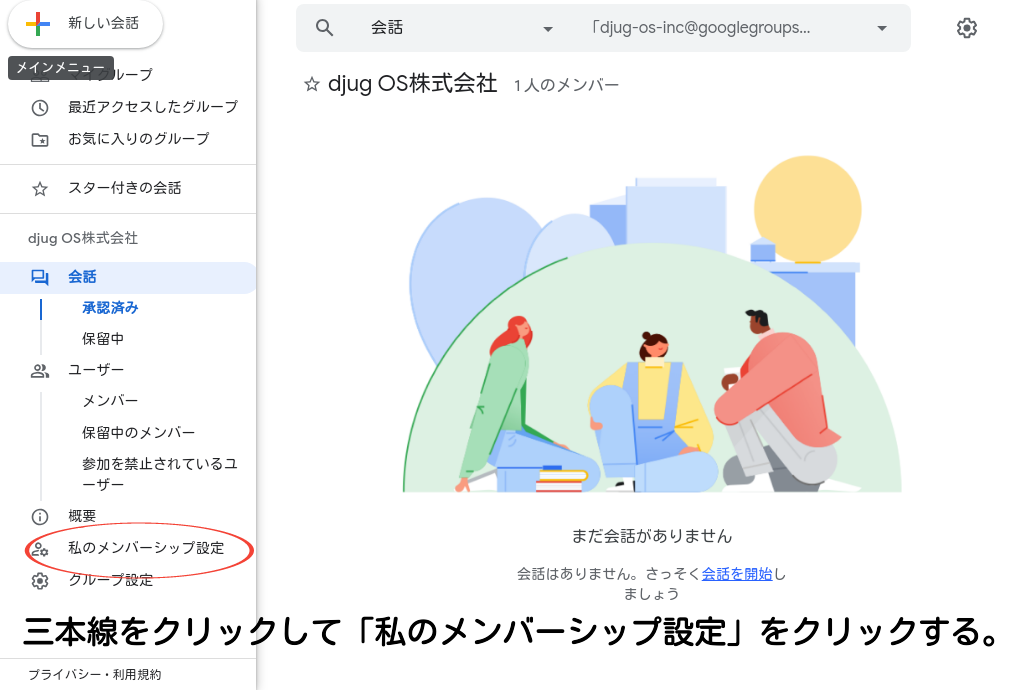 新しい会話
メインメニュー
マイグループ
最近アクセスしたグループ
お気に入りのグループ
スター付きの会話
djug OS株式会社
会話
承認済み
保留中
ユーザー
メンバー
保留中のメンバー
参加を禁止されているユ
ーザー
概要
私のメンバーシップ設定
グループ設定
プライバシー・利用規約
会話
「djug-os-inc@googlegroups...
djug OS株式会社
1 人のメンバー
まだ会話がありません
会話はありません。さっそく会話を開始し
ましょう
三本線をクリックして「私のメンバーシップ設定」をクリックする。